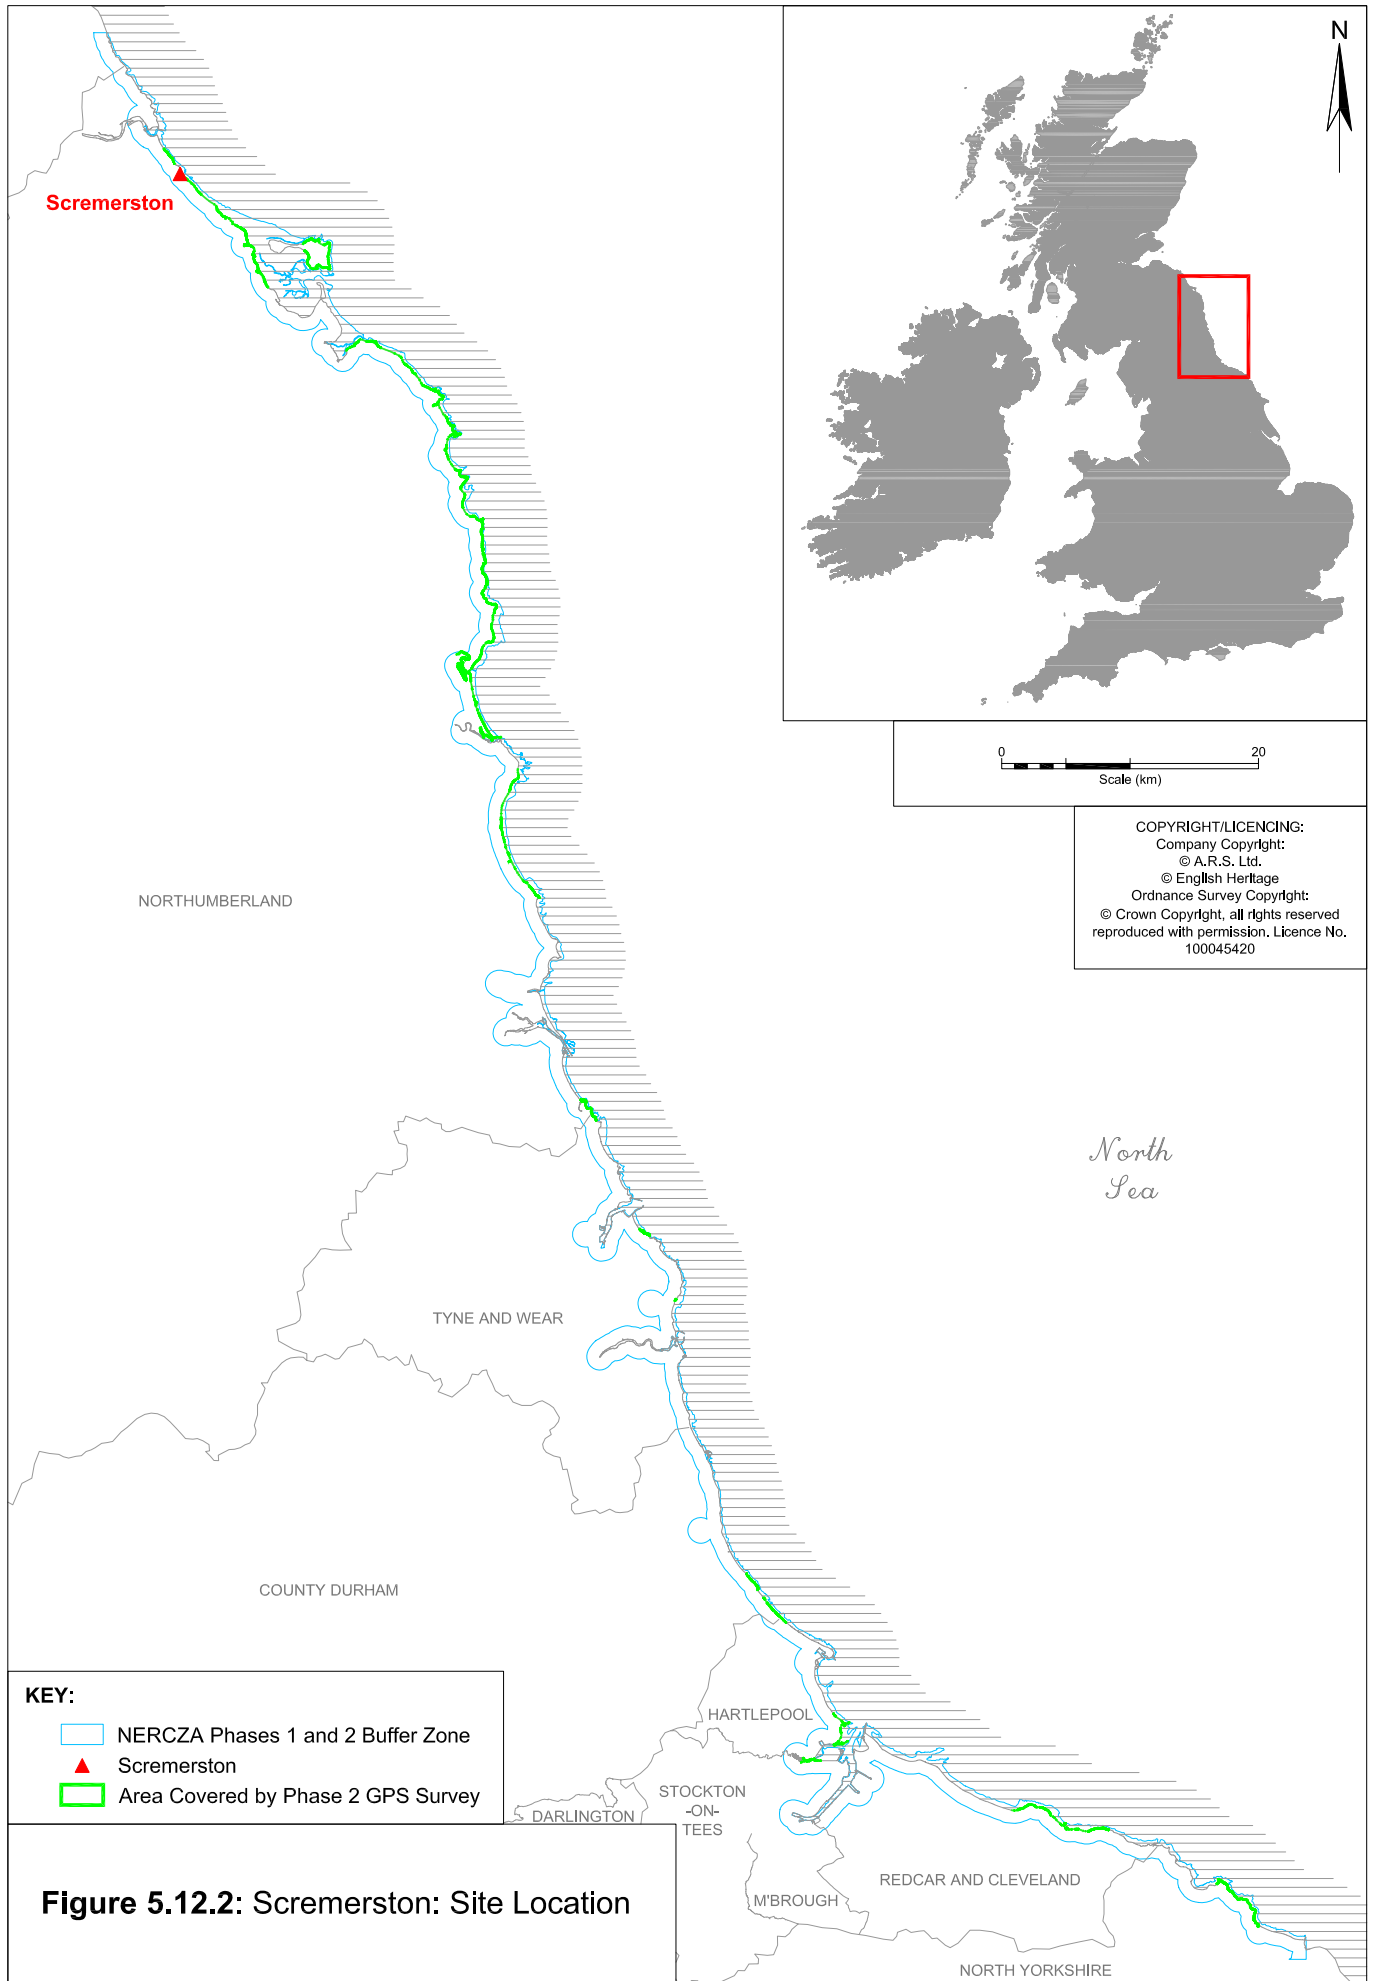 N
Scremerston
0 20
Scale (km)
COPYRIGHT/LICENCING:
Company Copyright:
© A.R.S. Ltd.
© English Heritage
Ordnance Survey Copyright:
© Crown Copyright, all rights reserved
reproduced with permission. Licence No.
100045420
NORTHUMBERLAND
North
Sea
TYNE AND WEAR
COUNTY DURHAM
HARTLEPOOL
STOCKTON
-ON-
TEES
DARLINGTON
REDCAR AND CLEVELAND
M'BROUGH
NORTH YORKSHIRE
KEY:
NERCZA Phases 1 and 2 Buffer Zone
Scremerston
Area Covered by Phase 2 GPS Survey
Figure 5.12.2: Scremerston: Site Location